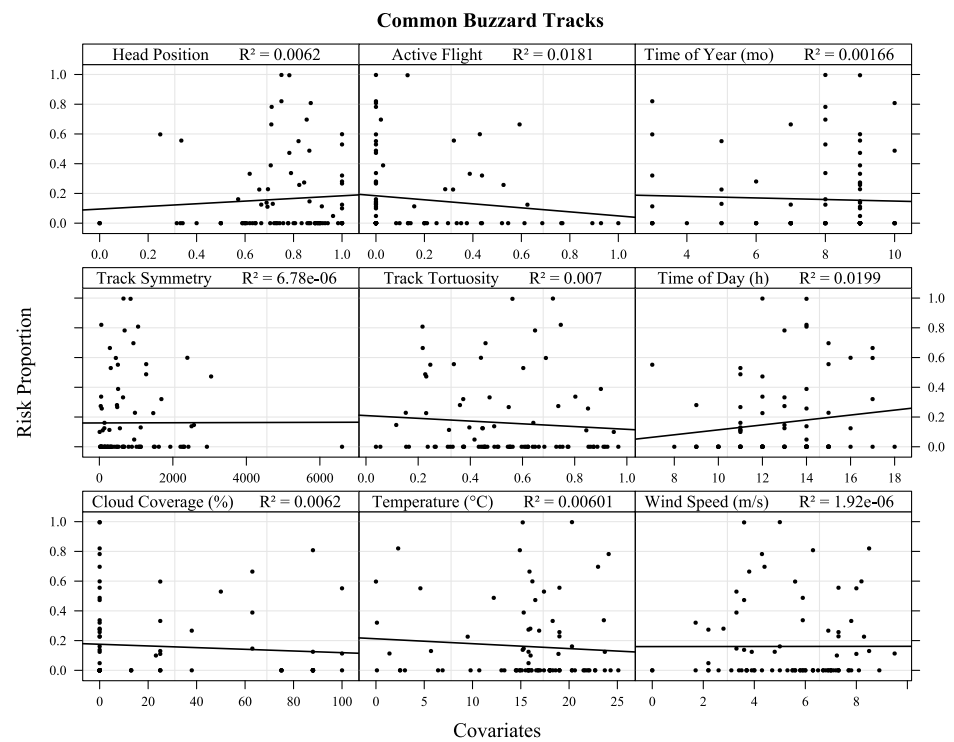 Common Buzzard Tracks
Head Position R² = 0.0062
Active Flight R² = 0.0181
Time of Year (mo) R² = 0.00166
1.0
0.8
0.6
0.4
0.2
0.0
0.0 0.2 0.4 0.6 0.8 1.0
0.0 0.2 0.4 0.6 0.8 1.0
4 6 8 10
Track Symmetry R² = 6.78e-06
Track Tortuosity R² = 0.007
Time of Day (h) R² = 0.0199
1.0
0.8
0.6
0.4
0.2
0.0
0 2000 4000 6000
0.0 0.2 0.4 0.6 0.8 1.0
8 10 12 14 16 18
Cloud Coverage (%) R² = 0.0062
Temperature (°C) R² = 0.00601
Wind Speed (m/s) R² = 1.92e-06
1.0
0.8
0.6
0.4
0.2
0.0
0 20 40 60 80 100
0 5 10 15 20 25
0 2 4 6 8
Risk Proportion
Covariates